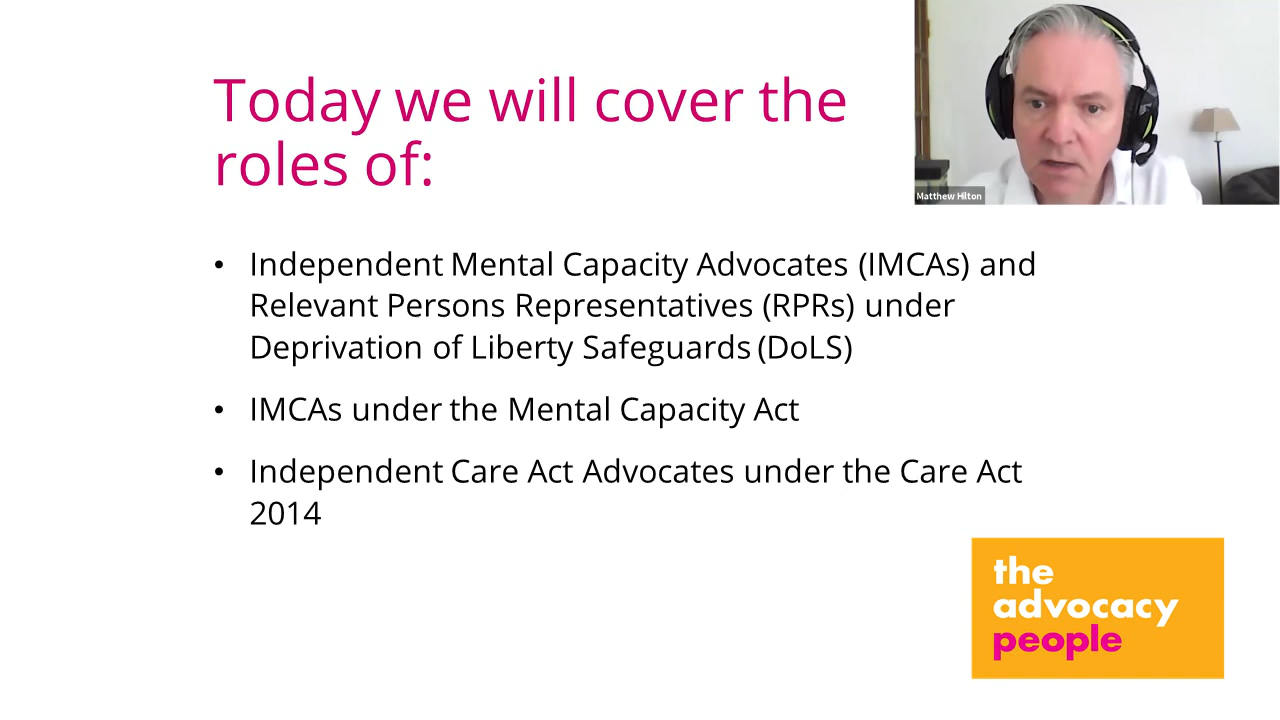 Today we will cover the
roles of:
Matthew Hilton
• Independent Mental Capacity Advocates (IMCAs) and
Relevant Persons Representatives (RPRs) under
Deprivation of Liberty Safeguards (DoLS)
• IMCAs under the Mental Capacity Act
• Independent Care Act Advocates under the Care Act
2014
the
advocacy
people